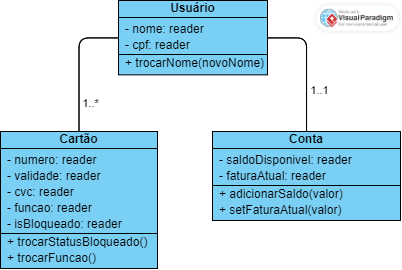 Made with
VisualParadigm
For non-commercial use
Usuário
- nome: reader
- cpf: reader
+ trocarNome(novoNome)
1..*
1..1
Cartão
- numero: reader
- validade: reader
- cvc: reader
- funcao: reader
- isBloqueado: reader
+ trocarStatusBloqueado()
+ trocarFuncao()
Conta
- saldoDisponivel: reader
- faturaAtual: reader
+ adicionarSaldo(valor)
+ setFaturaAtual(valor)